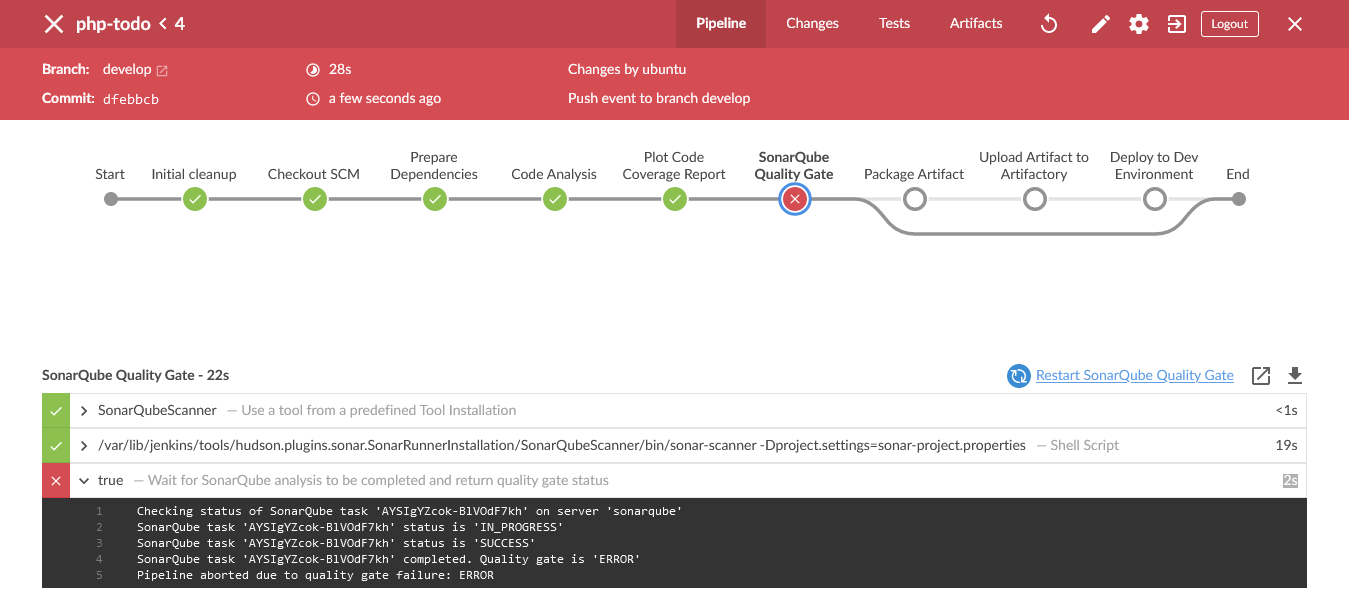 php-todo < 4
Pipeline
Changes
Tests
Artifacts
Logout
Branch: develop
28s
Changes by ubuntu
Commit: dfebbcb
a few seconds ago
Push event to branch develop
Start
Initial cleanup
Checkout SCM
Prepare
Dependencies
Code Analysis
Plot Code
Coverage Report
SonarQube
Quality Gate
Package Artifact
Upload Artifact to
Artifactory
Deploy to Dev
Environment
End
SonarQube Quality Gate - 22s
Restart SonarQube Quality Gate
SonarQubeScanner — Use a tool from a predefined Tool Installation <1s
/var/lib/jenkins/tools/hudson.plugins.sonar.SonarRunnerInstallation/SonarQubeScanner/bin/sonar-scanner -Dproject.settings=sonar-project.properties — Shell Script 19s
true — Wait for SonarQube analysis to be completed and return quality gate status 2s
1 Checking status of SonarQube task 'AYSIgYZcok-BlVOdF7kh' on server 'sonarqube'
2 SonarQube task 'AYSIgYZcok-BlVOdF7kh' status is 'IN_PROGRESS'
3 SonarQube task 'AYSIgYZcok-BlVOdF7kh' status is 'SUCCESS'
4 SonarQube task 'AYSIgYZcok-BlVOdF7kh' completed. Quality gate is 'ERROR'
5 Pipeline aborted due to quality gate failure: ERROR